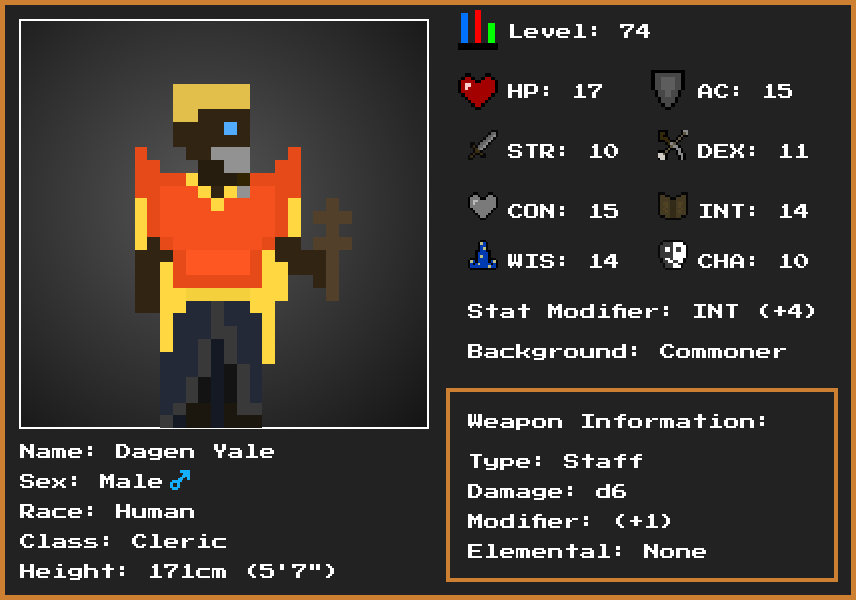 Level: 74
HP: 17
AC: 15
STR: 10
DEX: 11
CON: 15
INT: 14
WIS: 14
CHA: 10
Stat Modifier: INT (+4)
Background: Commoner
Weapon Information:
Type: Staff
Damage: d6
Modifier: (+1)
Elemental: None
Name: Dagen Yale
Sex: Male♂
Race: Human
Class: Cleric
Height: 171cm (5'7")